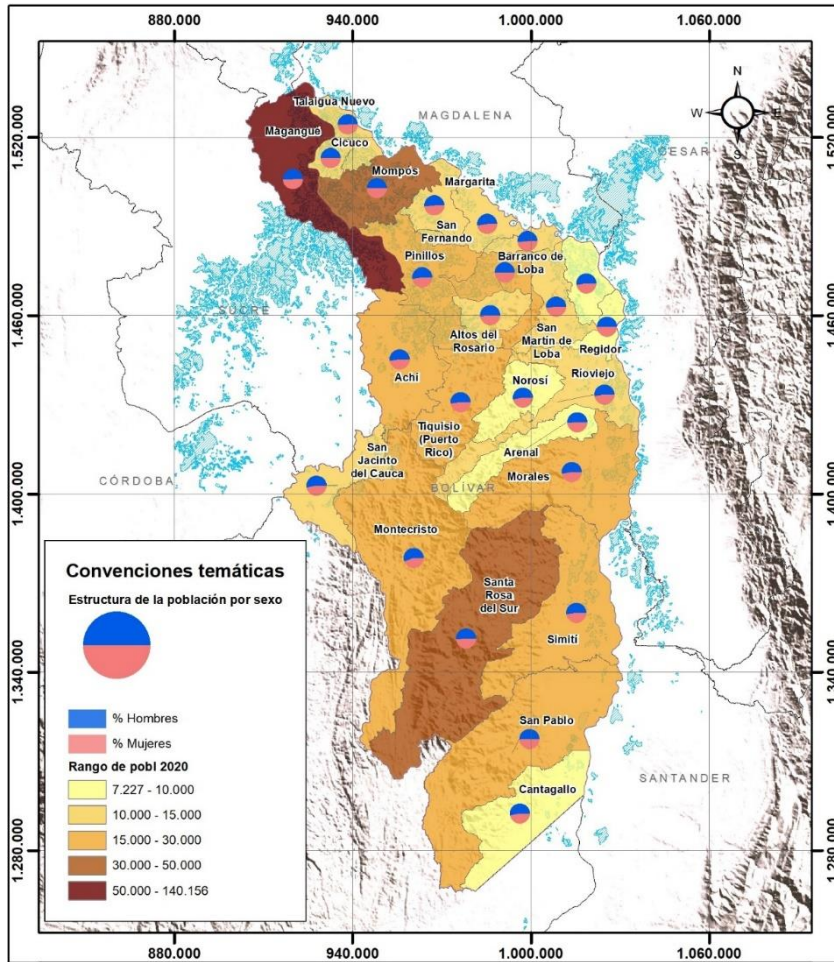 880.000 940.000 1.000.000 1.060.000
N
W E
S
1.520.000 1.520.000
Talaigua Nuevo
MAGDALENA
Magangué
Cicuco
CESAR
Mompós
Margarita
San
Fernando
Pinillos
Barranco de
Loba
1.460.000 1.460.000
SUCRE
Altos del
Rosario
San
Martín de
Loba
Regidor
Achí
Norosí
Rioviejo
Tiquisio
(Puerto
Rico)
San
Jacinto
del Cauca
Arenal
CÓRDOBA
BOLÍVAR
Morales
1.400.000 1.400.000
Montecristo
Santa
Rosa
del Sur
Simití
1.340.000 1.340.000
San Pablo
SANTANDER
Cantagallo
1.280.000 1.280.000
Convenciones temáticas
Estructura de la población por sexo
% Hombres
% Mujeres
Rango de pobl 2020
7.227 - 10.000
10.000 - 15.000
15.000 - 30.000
30.000 - 50.000
50.000 - 140.156
880.000 940.000 1.000.000 1.060.000